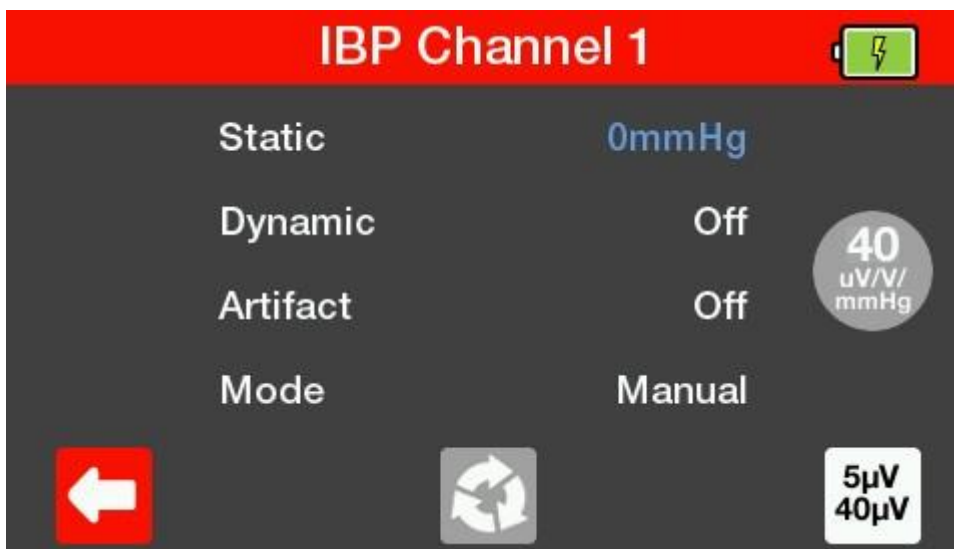 IBP Channel 1
Static 0mmHg
Dynamic Off
40
uV/V/
mmHg
Artifact Off
Mode Manual
5µV
40µV